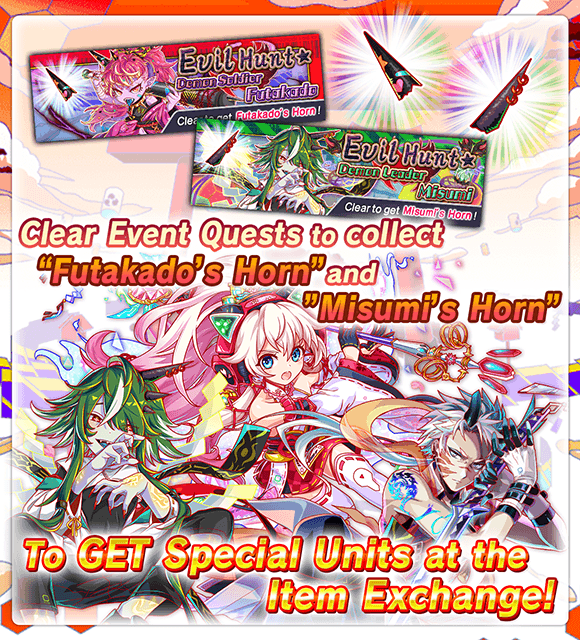 Evil Hunt★
Demon Soldier
Futakado
Clear to get Futakado's Horn!
Evil Hunt★
Demon Leader
Misumi
Clear to get Misumi's Horn!
Clear Event Quests to collect
“Futakado's Horn” and
”Misumi's Horn”
To GET Special Units at the
Item Exchange!